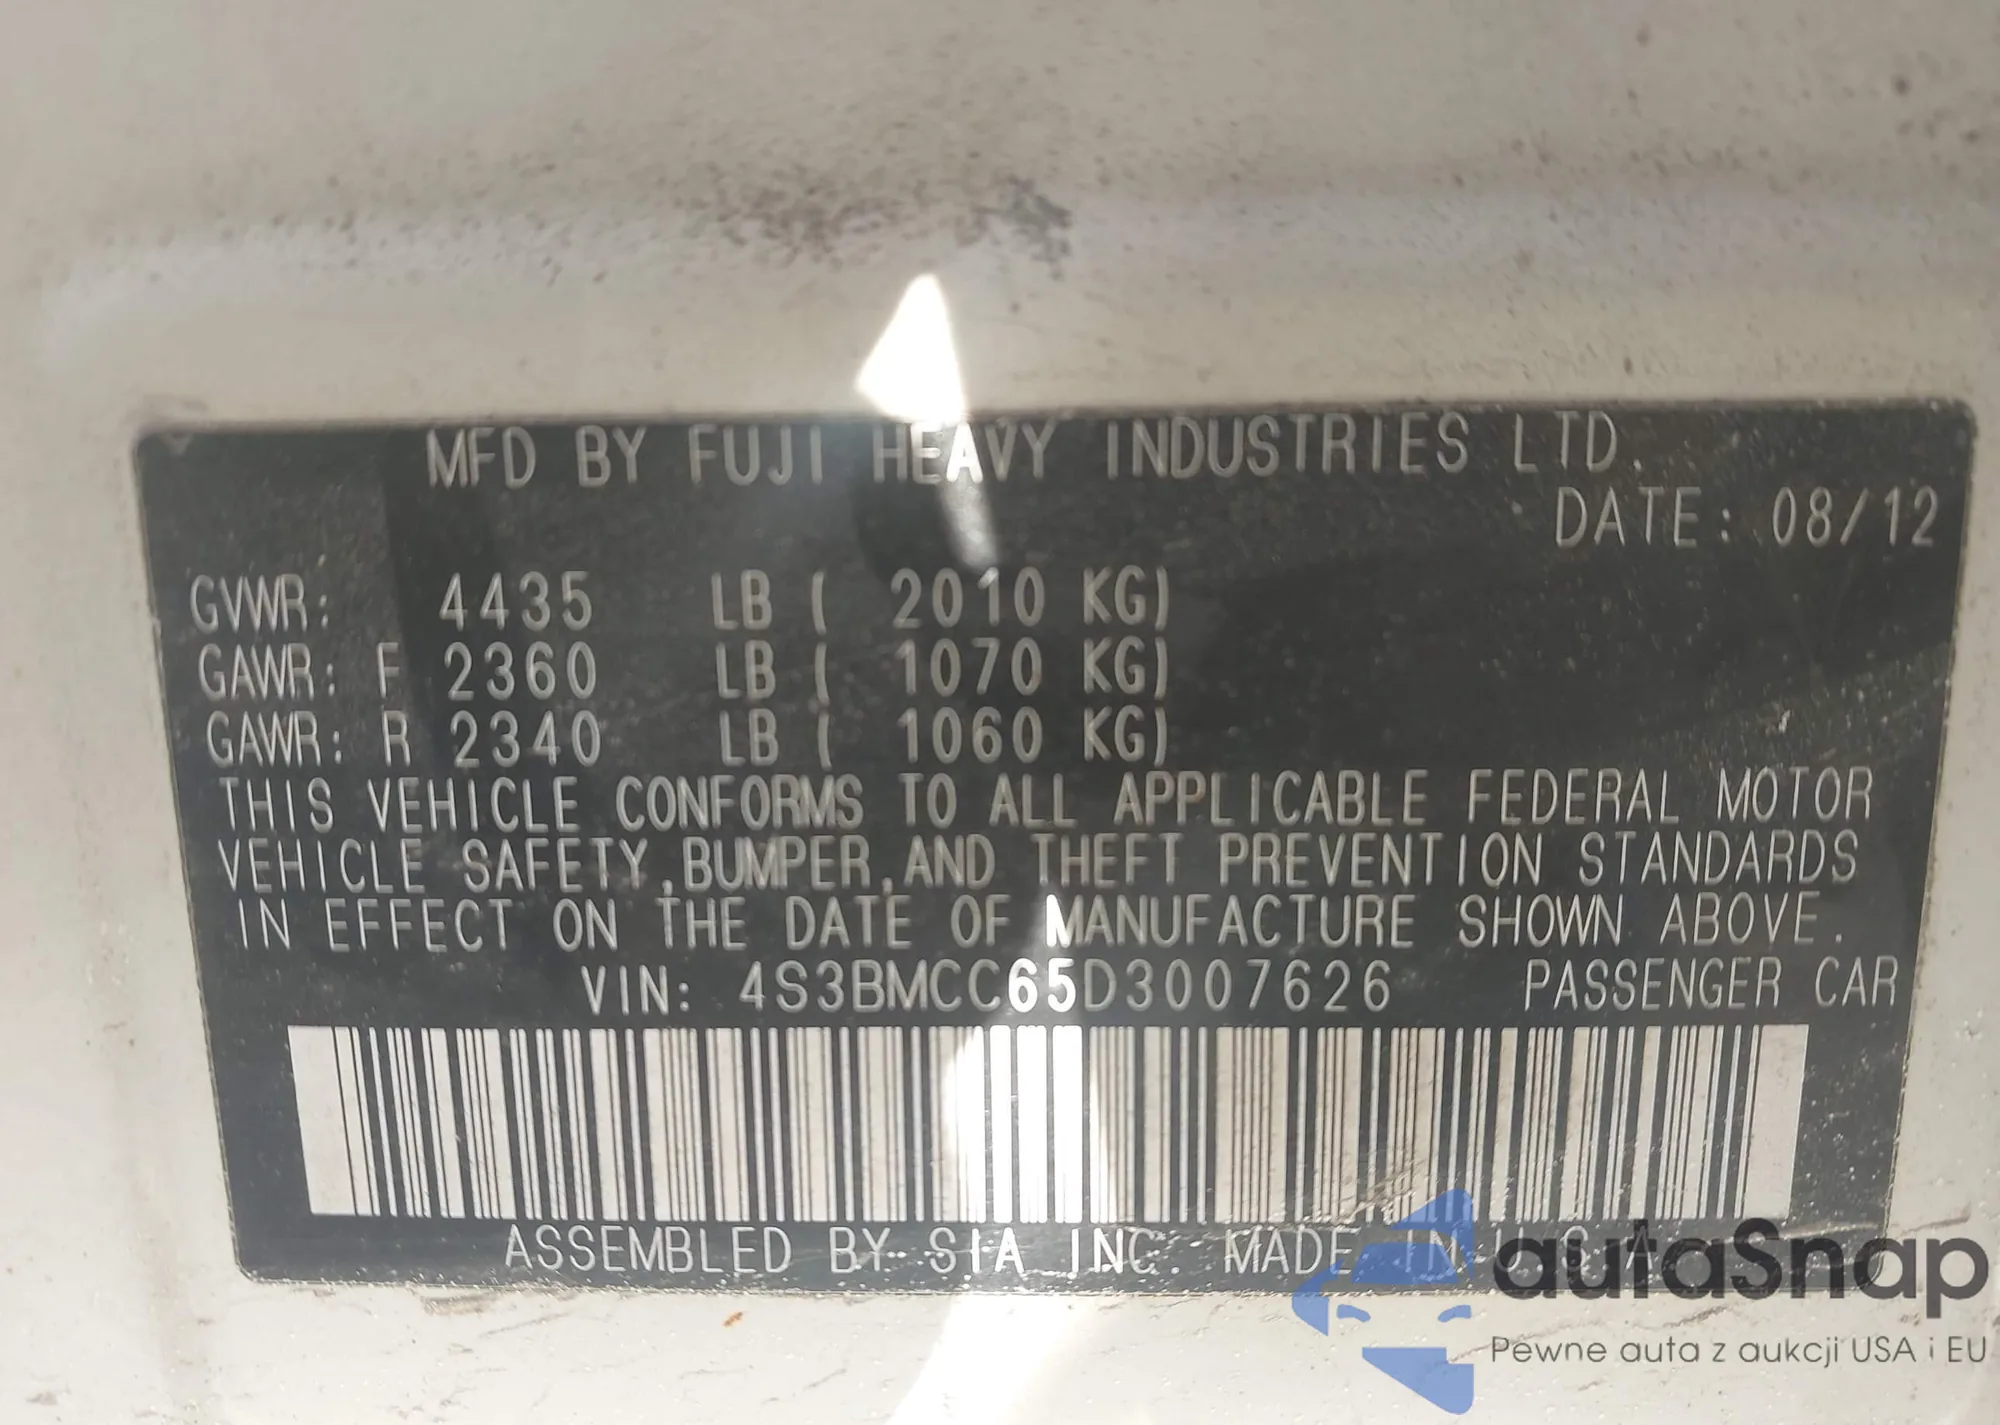 MFD BY FUJI HEAVY INDUSTRIES LTD.
DATE: 08/12
GVWR: 4435 LB ( 2010 KG)
GAWR: F 2360 LB ( 1070 KG)
GAWR: R 2340 LB ( 1060 KG)
THIS VEHICLE CONFORMS TO ALL APPLICABLE FEDERAL MOTOR
VEHICLE SAFETY,BUMPER,AND THEFT PREVENTION STANDARDS
IN EFFECT ON THE DATE OF MANUFACTURE SHOWN ABOVE.
VIN: 4S3BMCC65D3007626 PASSENGER CAR
ASSEMBLED BY SIA INC. MADE IN U.S.A
autaSnap
Pewne auta z aukcji USA i EU